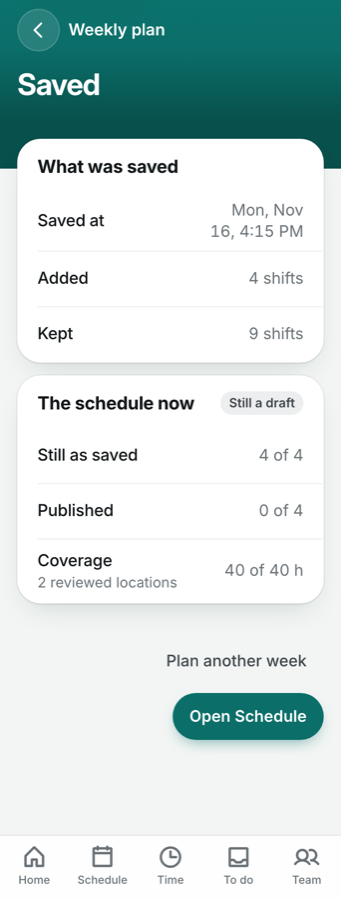 Weekly plan
Saved
What was saved
Saved at
Mon, Nov
16, 4:15 PM
Added
4 shifts
Kept
9 shifts
The schedule now
Still a draft
Still as saved
4 of 4
Published
0 of 4
Coverage
2 reviewed locations
40 of 40 h
Plan another week
Open Schedule
Home
Schedule
Time
To do
Team